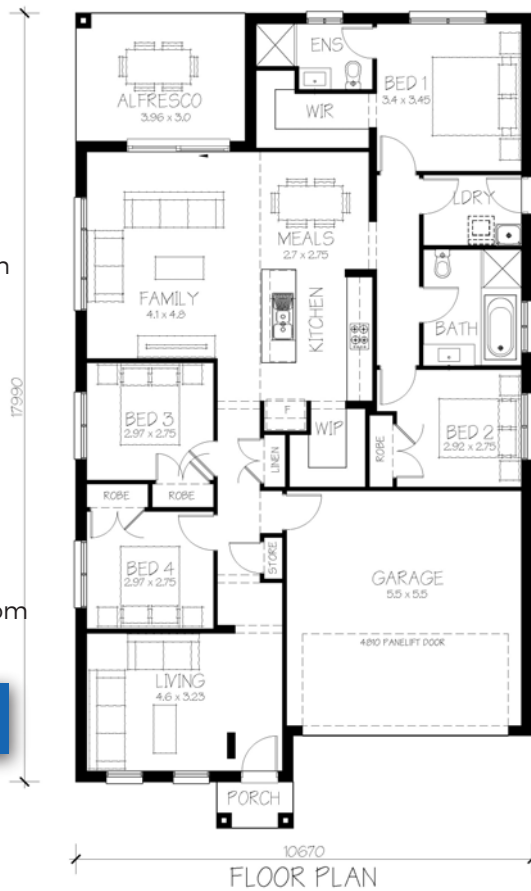 ENS
BED 1
3.4 x 3.45
ALFRESCO
3.96 x 3.0
WIR
LDRY
MEALS
2.7 x 2.75
n
FAMILY
4.1 x 4.8
KITCHEN
BATH
17990
F
WIP
BED 3
2.97 x 2.75
LINEN
ROBE
BED 2
2.92 x 2.75
ROBE
ROBE
STORE
BED 4
2.97 x 2.75
GARAGE
5.5 x 5.5
om
4810 PANELIFT DOOR
LIVING
4.6 x 3.23
PORCH
10670
FLOOR PLAN